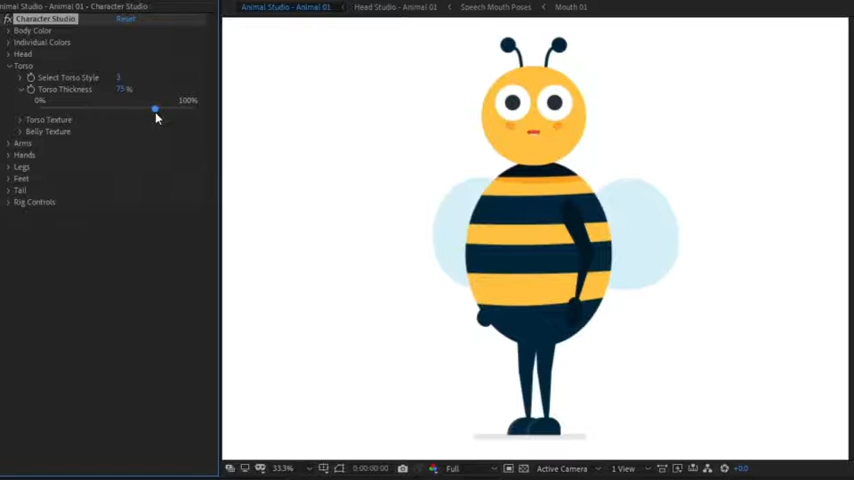 Animal Studio - Animal 01 • Character Studio
fx Character Studio Reset
Body Color
Individual Colors
Head
Torso
Select Torso Style 3
Torso Thickness 75 %
0% 100%
Torso Texture
Belly Texture
Arms
Hands
Legs
Feet
Tail
Rig Controls
Animal Studio - Animal 01 Head Studio - Animal 01 Speech Mouth Poses Mouth 01
33.3% 0:00:00:00 Full Active Camera 1 View +0.0